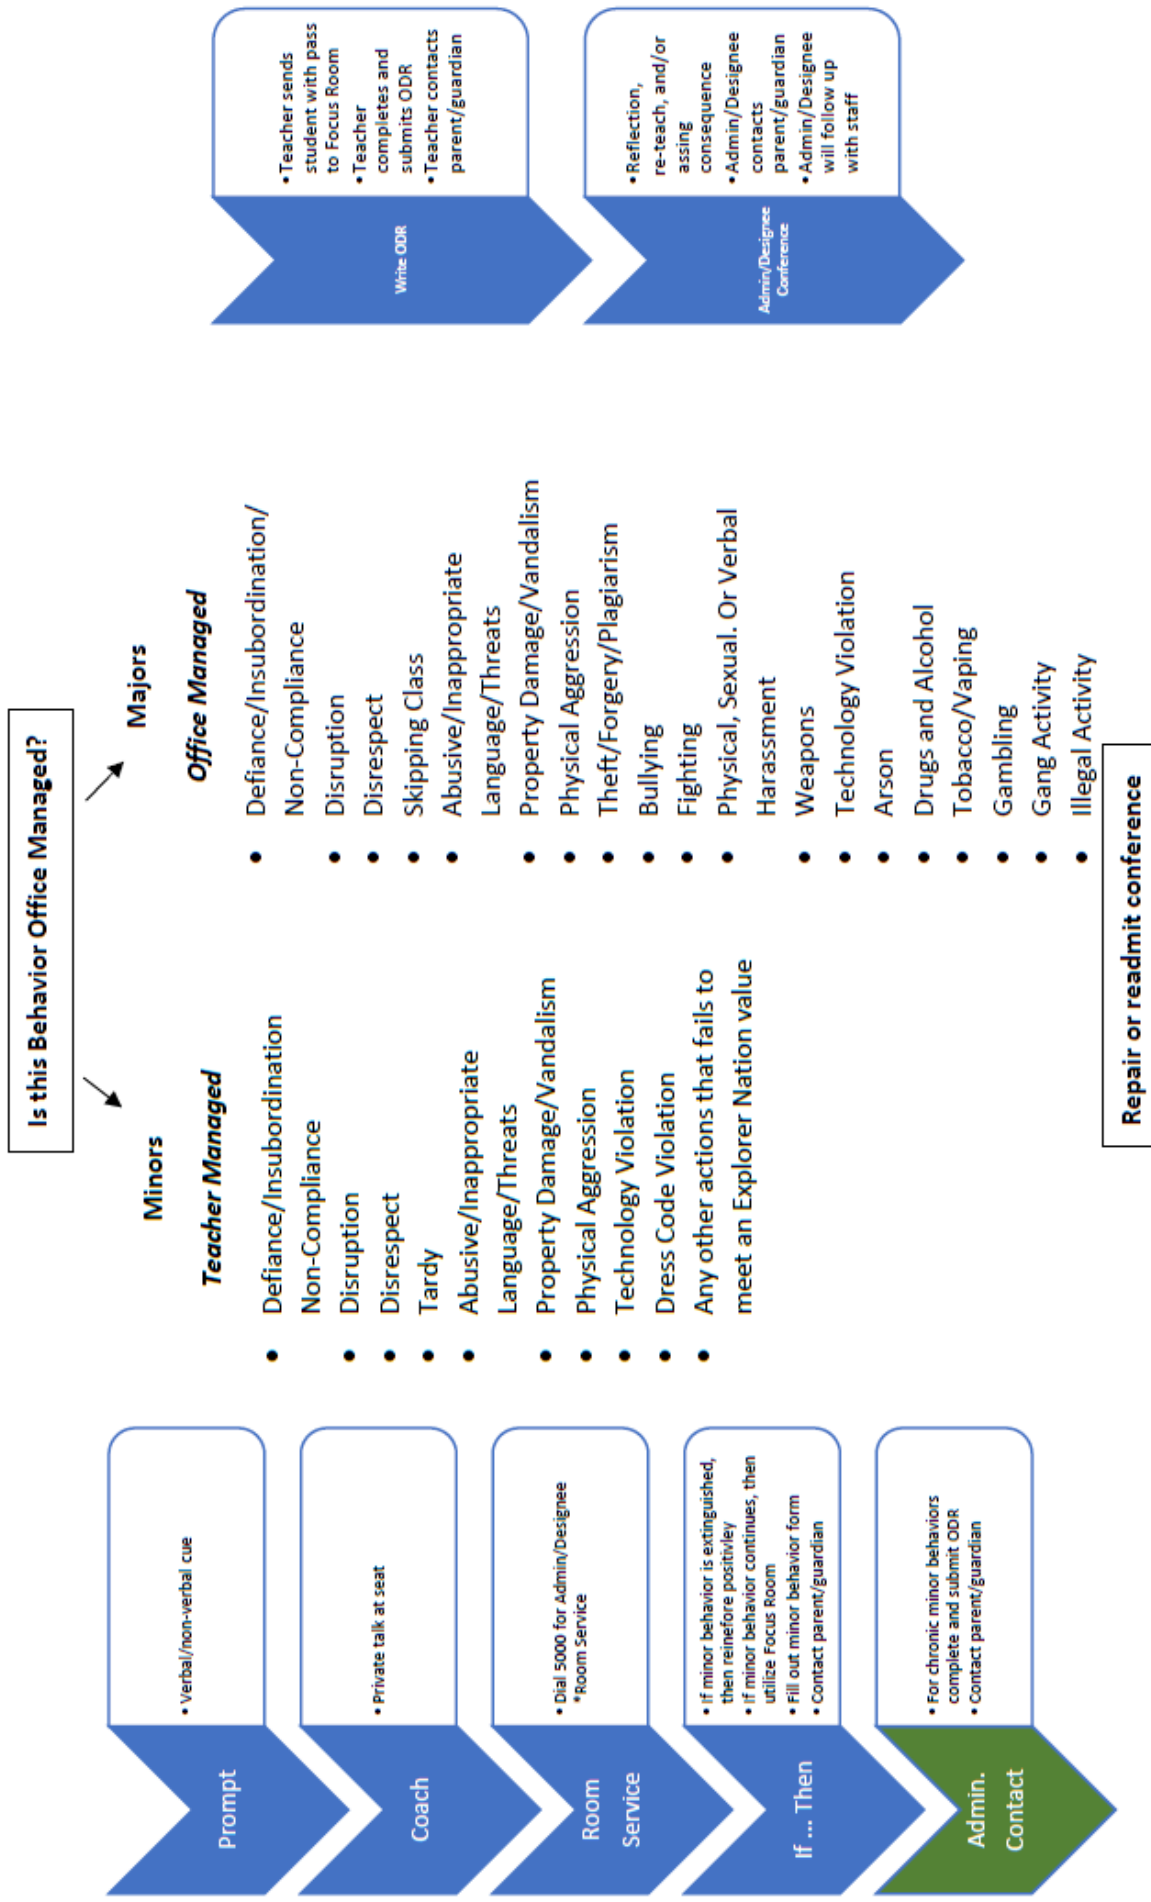 Is this Behavior Office Managed?
Prompt
• Verbal/non-verbal cue
Coach
• Private talk at seat
Room
Service
• Dial 5000 for Admin/Designee
*Room Service
If ... Then
• If minor behavior is extinguished,
then reinefore positivley
• If minor behavior continues, then
utilize Focus Room
• Fill out minor behavior form
• Contact parent/guardian
Admin.
Contact
• For chronic minor behaviors
complete and submit ODR
• Contact parent/guardian
Minors
Teacher Managed
• Defiance/Insubordination
Non-Compliance
• Disruption
• Disrespect
• Tardy
• Abusive/Inappropriate
Language/Threats
• Property Damage/Vandalism
• Physical Aggression
• Technology Violation
• Dress Code Violation
• Any other actions that fails to
meet an Explorer Nation value
Majors
Office Managed
• Defiance/Insubordination/
Non-Compliance
• Disruption
• Disrespect
• Skipping Class
• Abusive/Inappropriate
Language/Threats
• Property Damage/Vandalism
• Physical Aggression
• Theft/Forgery/Plagiarism
• Bullying
• Fighting
• Physical, Sexual. Or Verbal
Harassment
• Weapons
• Technology Violation
• Arson
• Drugs and Alcohol
• Tobacco/Vaping
• Gambling
• Gang Activity
• Illegal Activity
Write ODR
• Teacher sends
student with pass
to Focus Room
• Teacher
completes and
submits ODR
• Teacher contacts
parent/guardian
Admin/Designee
Conference
• Reflection,
re-teach, and/or
assing
consequence
• Admin/Designee
contacts
parent/guardian
• Admin/Designee
will follow up
with staff
Repair or readmit conference